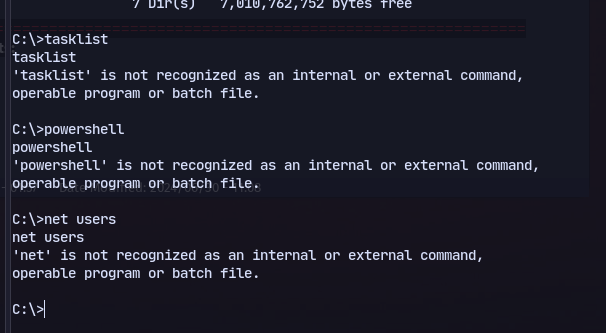 7 Dir(s)   7,010,762,752 bytes free
C:\>tasklist
tasklist
'tasklist' is not recognized as an internal or external command,
operable program or batch file.
C:\>powershell
powershell
'powershell' is not recognized as an internal or external command,
operable program or batch file.
C:\>net users
net users
'net' is not recognized as an internal or external command,
operable program or batch file.
C:\>